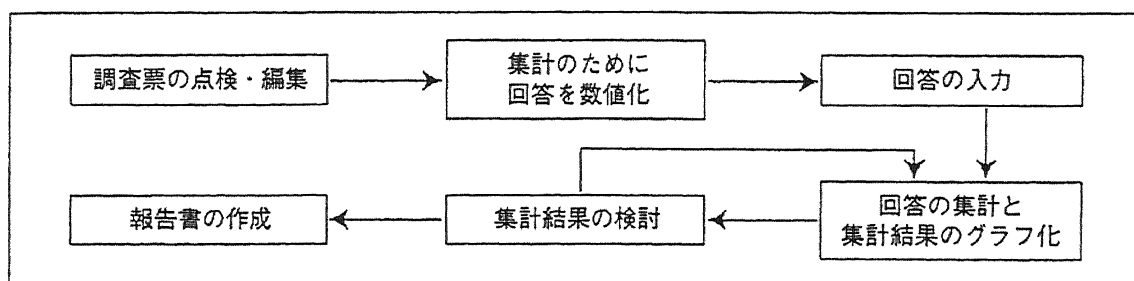 調査票の点検・編集
集計のために
回答を数値化
回答の入力
回答の集計と
集計結果のグラフ化
集計結果の検討
報告書の作成